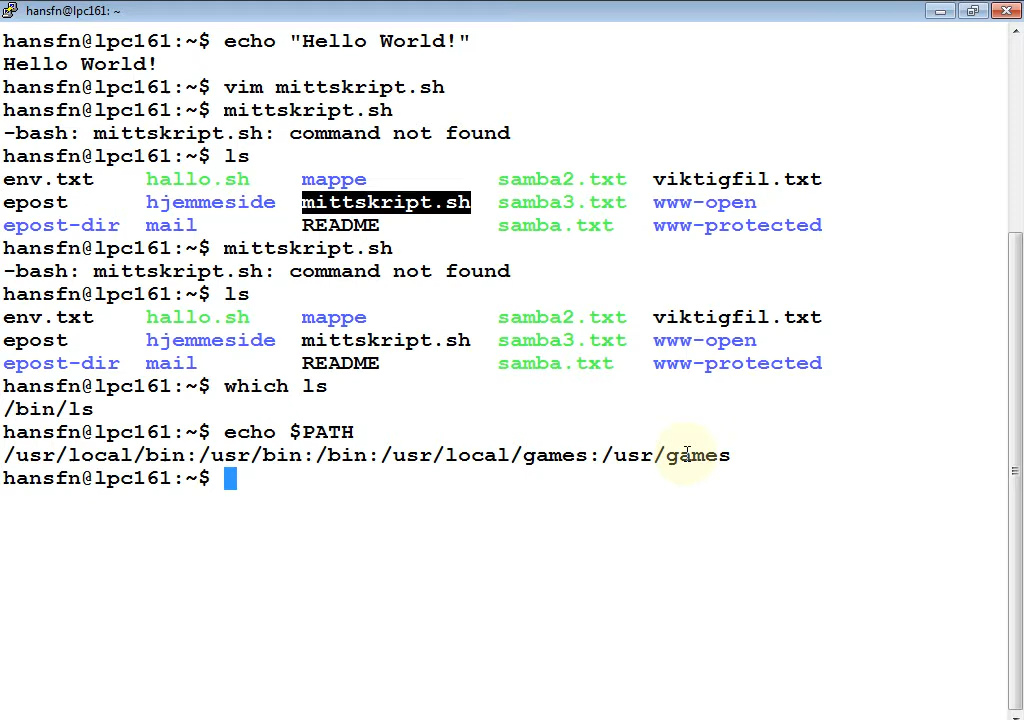 hansfn@lpc161: ~
hansfn@lpc161:~$ echo "Hello World!"
Hello World!
hansfn@lpc161:~$ vim mittskript.sh
hansfn@lpc161:~$ mittskript.sh
-bash: mittskript.sh: command not found
hansfn@lpc161:~$ ls
env.txt hallo.sh mappe samba2.txt viktigfil.txt
epost hjemmeside mittskript.sh samba3.txt www-open
epost-dir mail README samba.txt www-protected
hansfn@lpc161:~$ mittskript.sh
-bash: mittskript.sh: command not found
hansfn@lpc161:~$ ls
env.txt hallo.sh mappe samba2.txt viktigfil.txt
epost hjemmeside mittskript.sh samba3.txt www-open
epost-dir mail README samba.txt www-protected
hansfn@lpc161:~$ which ls
/bin/ls
hansfn@lpc161:~$ echo $PATH
/usr/local/bin:/usr/bin:/bin:/usr/local/games:/usr/games
hansfn@lpc161:~$